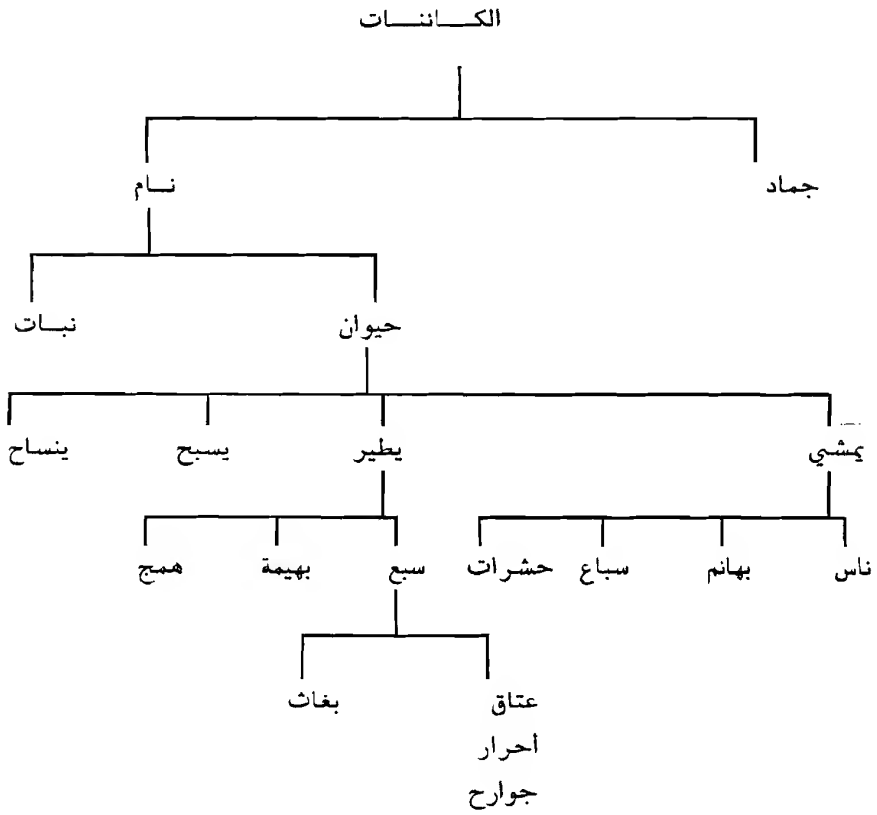 الكائنات
جماد نام
حيوان نبات
يمشي يطير يسبح ينساح
ناس بهائم سباع حشرات سبع بهيمة همج
عتاق بغاث
أحرار
جوارح